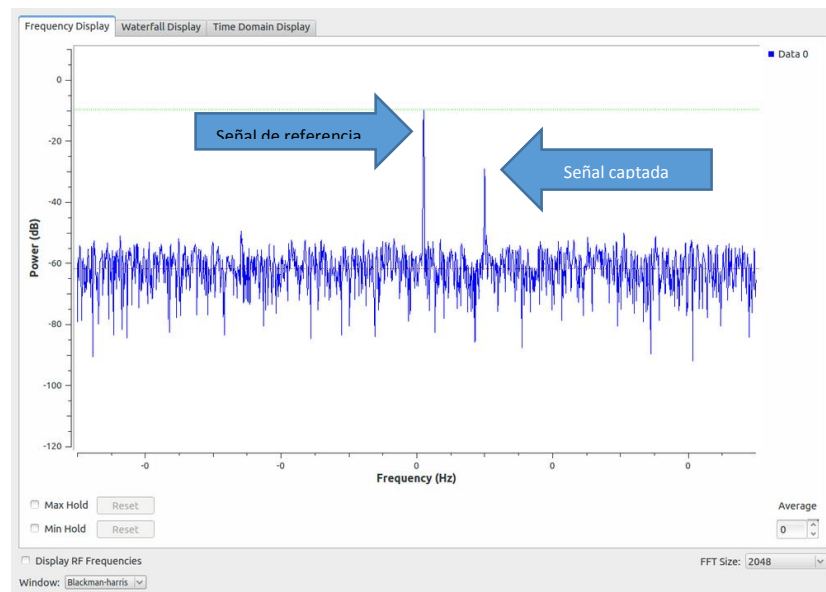 Frequency Display Waterfall Display Time Domain Display
Data 0
0
-20
-40
-60
-80
-100
-120
Power (dB)
Señal de referencia
Señal captada
-0 -0 0 0 0
Frequency (Hz)
Max Hold Reset
Min Hold Reset
Average
0
Display RF Frequencies
FFT Size: 2048
Window: Blackman-harris